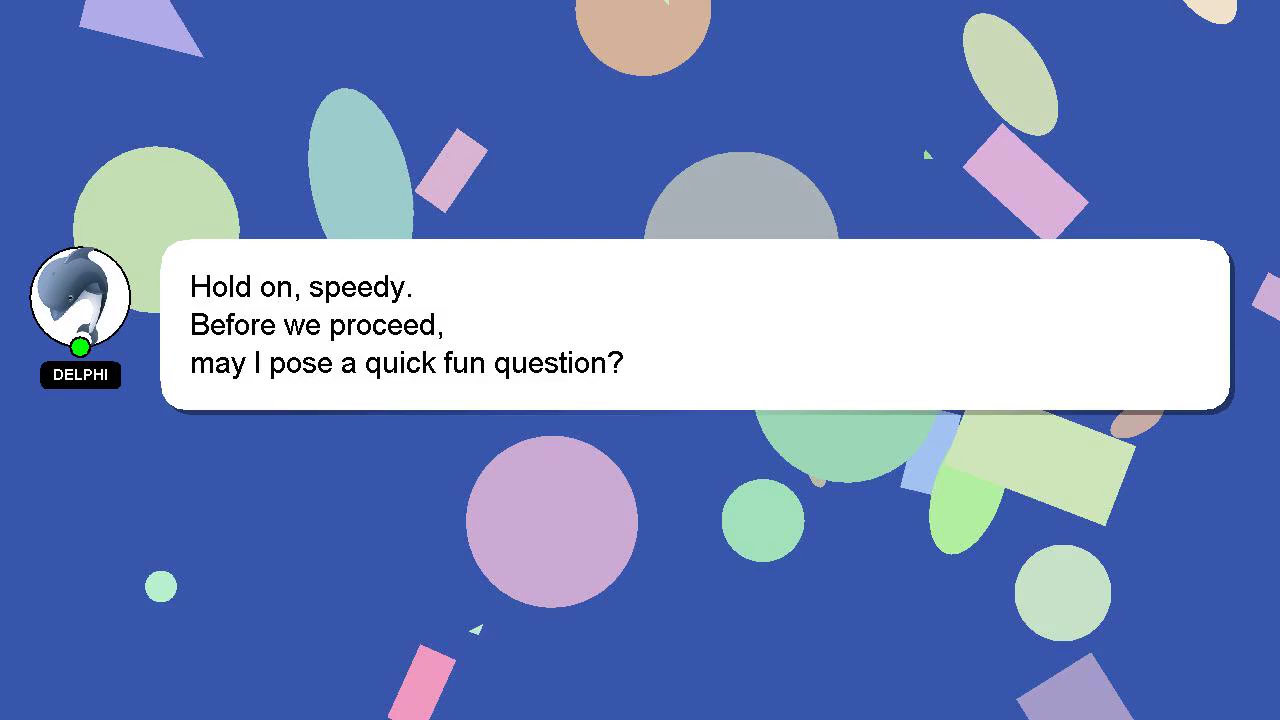 Hold on, speedy.
Before we proceed,
may I pose a quick fun question?
DELPHI